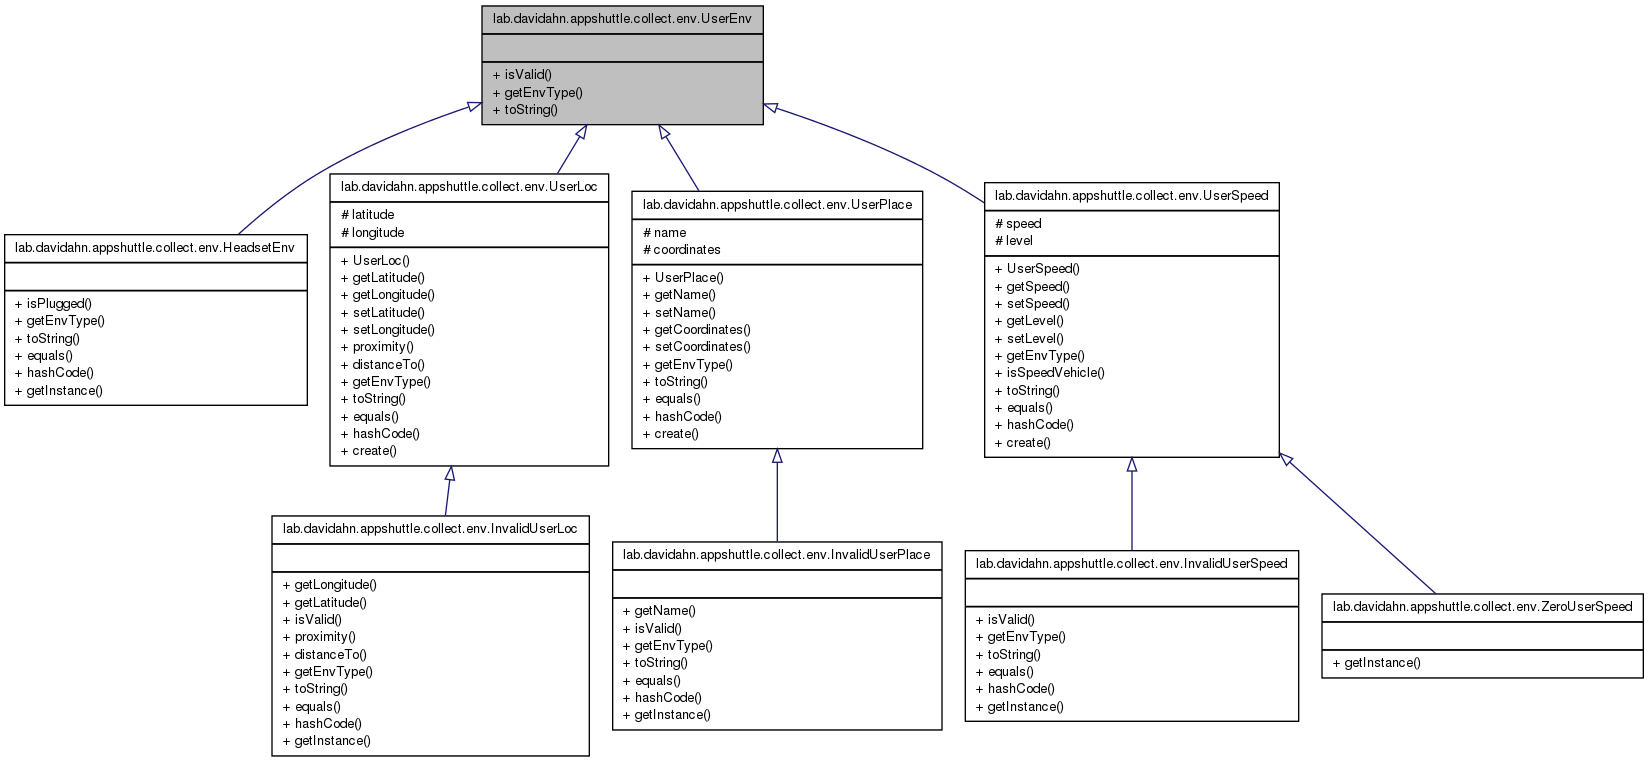 lab.davidahn.appshuttle.collect.env.UserEnv
+ isValid()
+ getEnvType()
+ toString()
lab.davidahn.appshuttle.collect.env.HeadsetEnv
+ isPlugged()
+ getEnvType()
+ toString()
+ equals()
+ hashCode()
+ getInstance()
lab.davidahn.appshuttle.collect.env.UserLoc
# latitude
# longitude
+ UserLoc()
+ getLatitude()
+ getLongitude()
+ setLatitude()
+ setLongitude()
+ proximity()
+ distanceTo()
+ getEnvType()
+ toString()
+ equals()
+ hashCode()
+ create()
lab.davidahn.appshuttle.collect.env.UserPlace
# name
# coordinates
+ UserPlace()
+ getName()
+ setName()
+ getCoordinates()
+ setCoordinates()
+ getEnvType()
+ toString()
+ equals()
+ hashCode()
+ create()
lab.davidahn.appshuttle.collect.env.UserSpeed
# speed
# level
+ UserSpeed()
+ getSpeed()
+ setSpeed()
+ getLevel()
+ setLevel()
+ getEnvType()
+ isSpeedVehicle()
+ toString()
+ equals()
+ hashCode()
+ create()
lab.davidahn.appshuttle.collect.env.InvalidUserLoc
+ getLongitude()
+ getLatitude()
+ isValid()
+ proximity()
+ distanceTo()
+ getEnvType()
+ toString()
+ equals()
+ hashCode()
+ getInstance()
lab.davidahn.appshuttle.collect.env.InvalidUserPlace
+ getName()
+ isValid()
+ getEnvType()
+ toString()
+ equals()
+ hashCode()
+ getInstance()
lab.davidahn.appshuttle.collect.env.InvalidUserSpeed
+ isValid()
+ getEnvType()
+ toString()
+ equals()
+ hashCode()
+ getInstance()
lab.davidahn.appshuttle.collect.env.ZeroUserSpeed
+ getInstance()